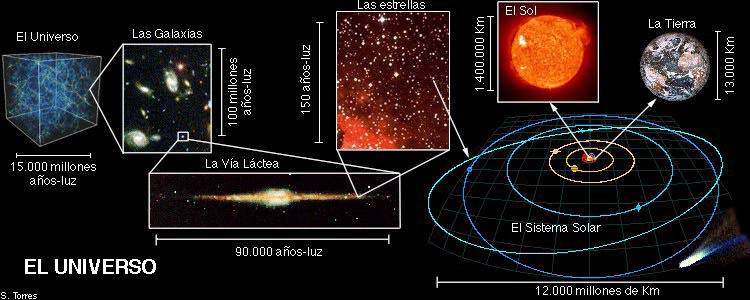 El Universo
15.000 millones
años-luz
Las Galaxias
100 millones
años-luz
La Vía Láctea
90.000 años-luz
Las estrellas
150 años-luz
El Sol
1.400.000 Km
La Tierra
13.000 Km
El Sistema Solar
12.000 millones de Km
EL UNIVERSO
S. Torres